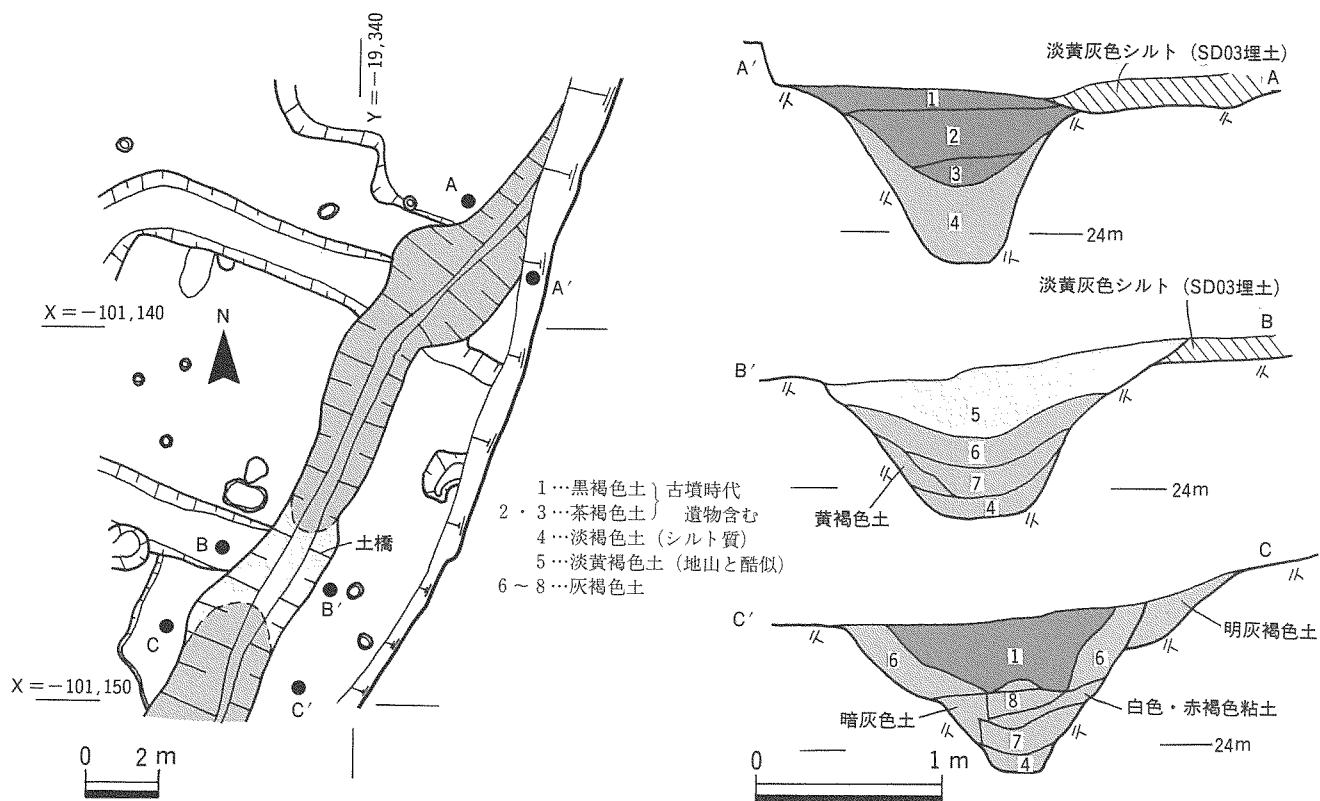 Y=−19,340
A
A′
X=−101,140
N
土橋
B
B′
C
X=−101,150
C′
0 2 m
1…黒褐色土｝古墳時代
2・3…茶褐色土｝遺物含む
4…淡褐色土（シルト質）
5…淡黄褐色土（地山と酷似）
6～8…灰褐色土
淡黄灰色シルト（SD03埋土）
A′
A
1
2
3
4
24m
淡黄灰色シルト（SD03埋土）
B′
B
5
6
7
4
黄褐色土
24m
C′
C
明灰褐色土
6
1
6
8
暗灰色土
白色・赤褐色粘土
7
4
24m
0 1 m